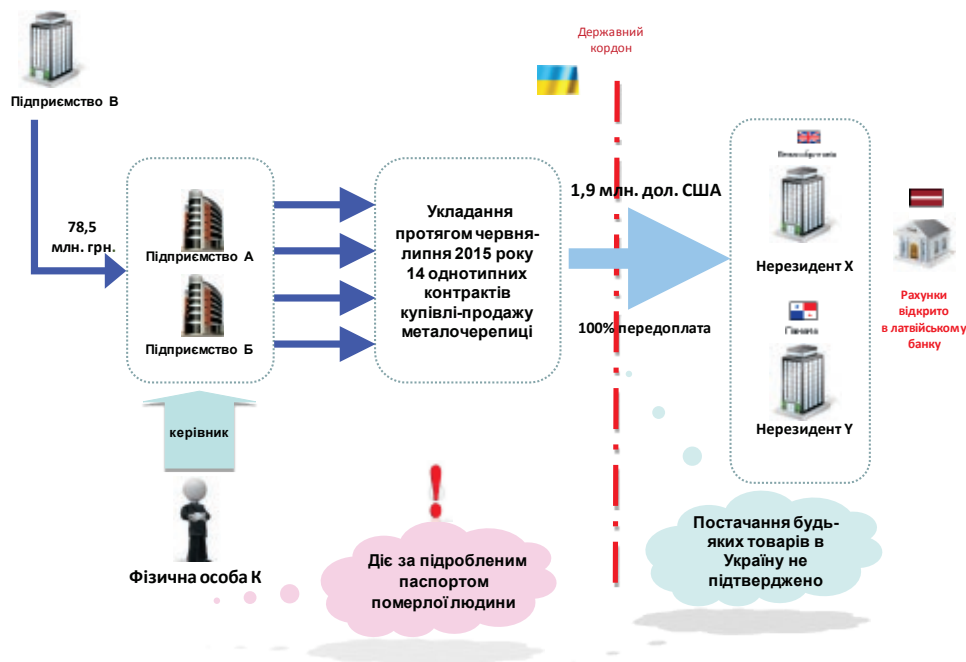 Державний
кордон
Підприємство В
78,5
млн. грн.
Підприємство А
Підприємство Б
керівник
Фізична особа К
Укладання
протягом червня-
липня 2015 року
14 однотипних
контрактів
купівлі-продажу
металочерепиці
1,9 млн. дол. США
100% передоплата
Великобританія
Нерезидент X
Панама
Нерезидент Y
Рахунки
відкрито
в латвійському
банку
Діє за підробленим
паспортом
померлої людини
Постачання будь-
яких товарів в
Україну не
підтверджено